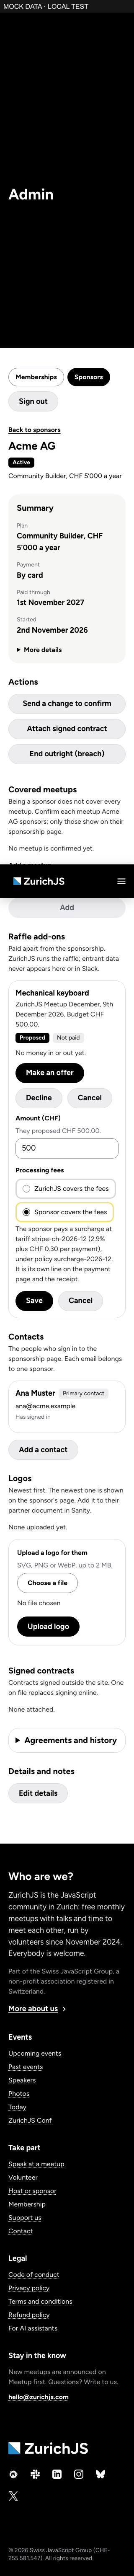 MOCK DATA · LOCAL TEST
Admin
Memberships
Sponsors
Sign out
Back to sponsors
Acme AG
Active
Community Builder, CHF 5'000 a year
Summary
Plan
Community Builder, CHF
5'000 a year
Payment
By card
Paid through
1st November 2027
Started
2nd November 2026
More details
Actions
Send a change to confirm
Attach signed contract
End outright (breach)
Covered meetups
Being a sponsor does not cover every
meetup. Confirm each meetup Acme
AG sponsors; only those show on their
sponsorship page.
No meetup is confirmed yet.
ZurichJS
Add
Raffle add-ons
Paid apart from the sponsorship.
ZurichJS runs the raffle; entrant data
never appears here or in Slack.
Mechanical keyboard
ZurichJS Meetup December, 9th
December 2026. Budget CHF
500.00.
Proposed
Not paid
No money in or out yet.
Make an offer
Decline
Cancel
Amount (CHF)
They proposed CHF 500.00.
500
Processing fees
ZurichJS covers the fees
Sponsor covers the fees
The sponsor pays a surcharge at
tariff stripe-ch-2026-12 (2.9%
plus CHF 0.30 per payment),
under policy surcharge-2026-12.
It is its own line on the payment
page and the receipt.
Save
Cancel
Contacts
The people who sign in to the
sponsorship page. Each email belongs
to one sponsor.
Ana Muster
Primary contact
ana@acme.example
Has signed in
Add a contact
Logos
Newest first. The newest one is shown
on the sponsor's page. Add it to their
partner document in Sanity.
None uploaded yet.
Upload a logo for them
SVG, PNG or WebP, up to 2 MB.
Choose a file
No file chosen
Upload logo
Signed contracts
Contracts signed outside the site. One
on file replaces signing online.
None attached.
Agreements and history
Details and notes
Edit details
Who are we?
ZurichJS is the JavaScript
community in Zurich: free monthly
meetups with talks and time to
meet each other, run by
volunteers since November 2024.
Everybody is welcome.
Part of the Swiss JavaScript Group, a
non-profit association registered in
Switzerland.
More about us
Events
Upcoming events
Past events
Speakers
Photos
Today
ZurichJS Conf
Take part
Speak at a meetup
Volunteer
Host or sponsor
Membership
Support us
Contact
Legal
Code of conduct
Privacy policy
Terms and conditions
Refund policy
For AI assistants
Stay in the know
New meetups are announced on
Meetup first. Questions? Write to us.
hello@zurichjs.com
ZurichJS
© 2026 Swiss JavaScript Group (CHE-
255.581.547). All rights reserved.